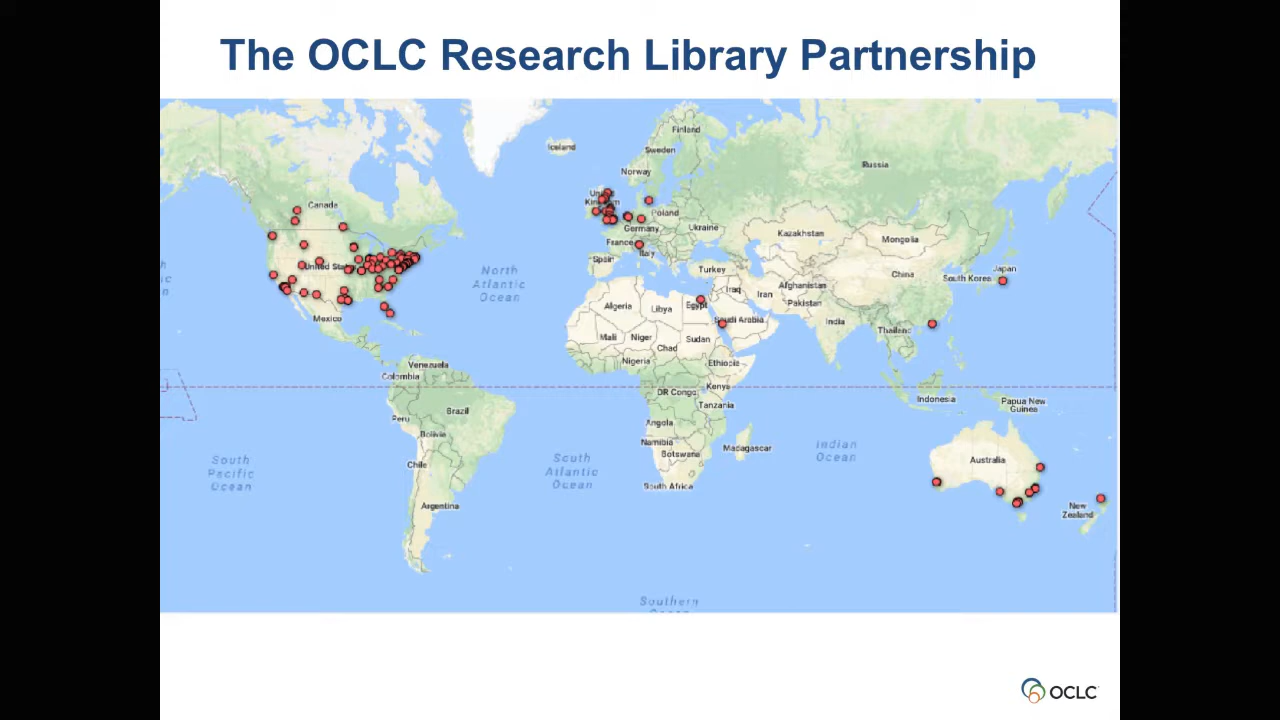 The OCLC Research Library Partnership
Iceland
Finland
Sweden
Norway
Russia
Canada
Poland
Germany
Ukraine
France
Italy
Spain
Kazakhstan
Mongolia
United States
North
Atlantic
Ocean
Turkey
Iraq
Iran
Afghanistan
Pakistan
China
South Korea
Japan
Mexico
Algeria
Libya
Egypt
Saudi Arabia
India
Thailand
Mali
Niger
Chad
Sudan
Nigeria
Ethiopia
Venezuela
Colombia
DR Congo
Kenya
Tanzania
Indonesia
Papua New
Guinea
Peru
Brazil
Bolivia
Angola
Namibia
Botswana
Madagascar
Indian
Ocean
South
Pacific
Ocean
Chile
South
Atlantic
Ocean
South Africa
Australia
Argentina
New
Zealand
Southern
OCLC